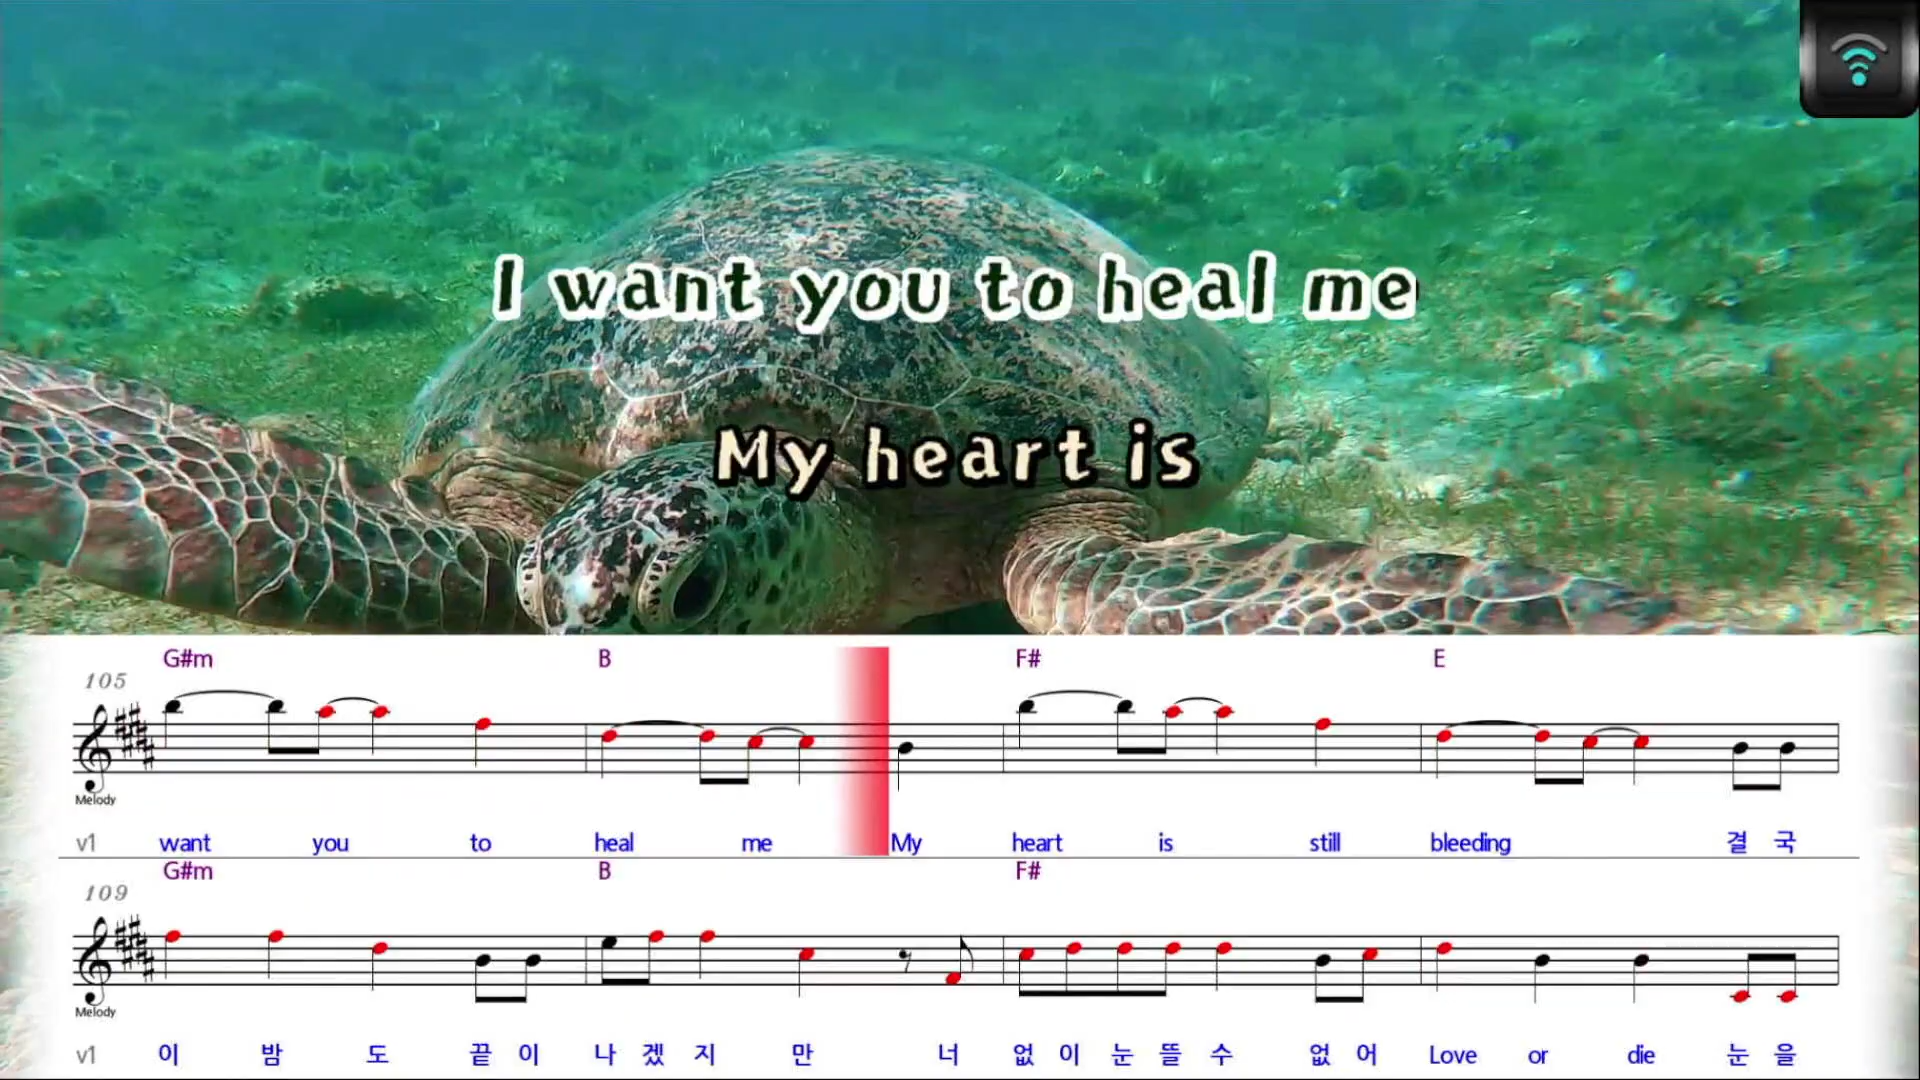 I want you to heal me
My heart is
G#m B F# E
105
Melody
v1 want you to heal me My heart is still bleeding 결 국
G#m B F#
109
Melody
v1 이 밤 도 끝 이 나 겠 지 만 너 없 이 눈 뜰 수 없 어 Love or die 눈 을